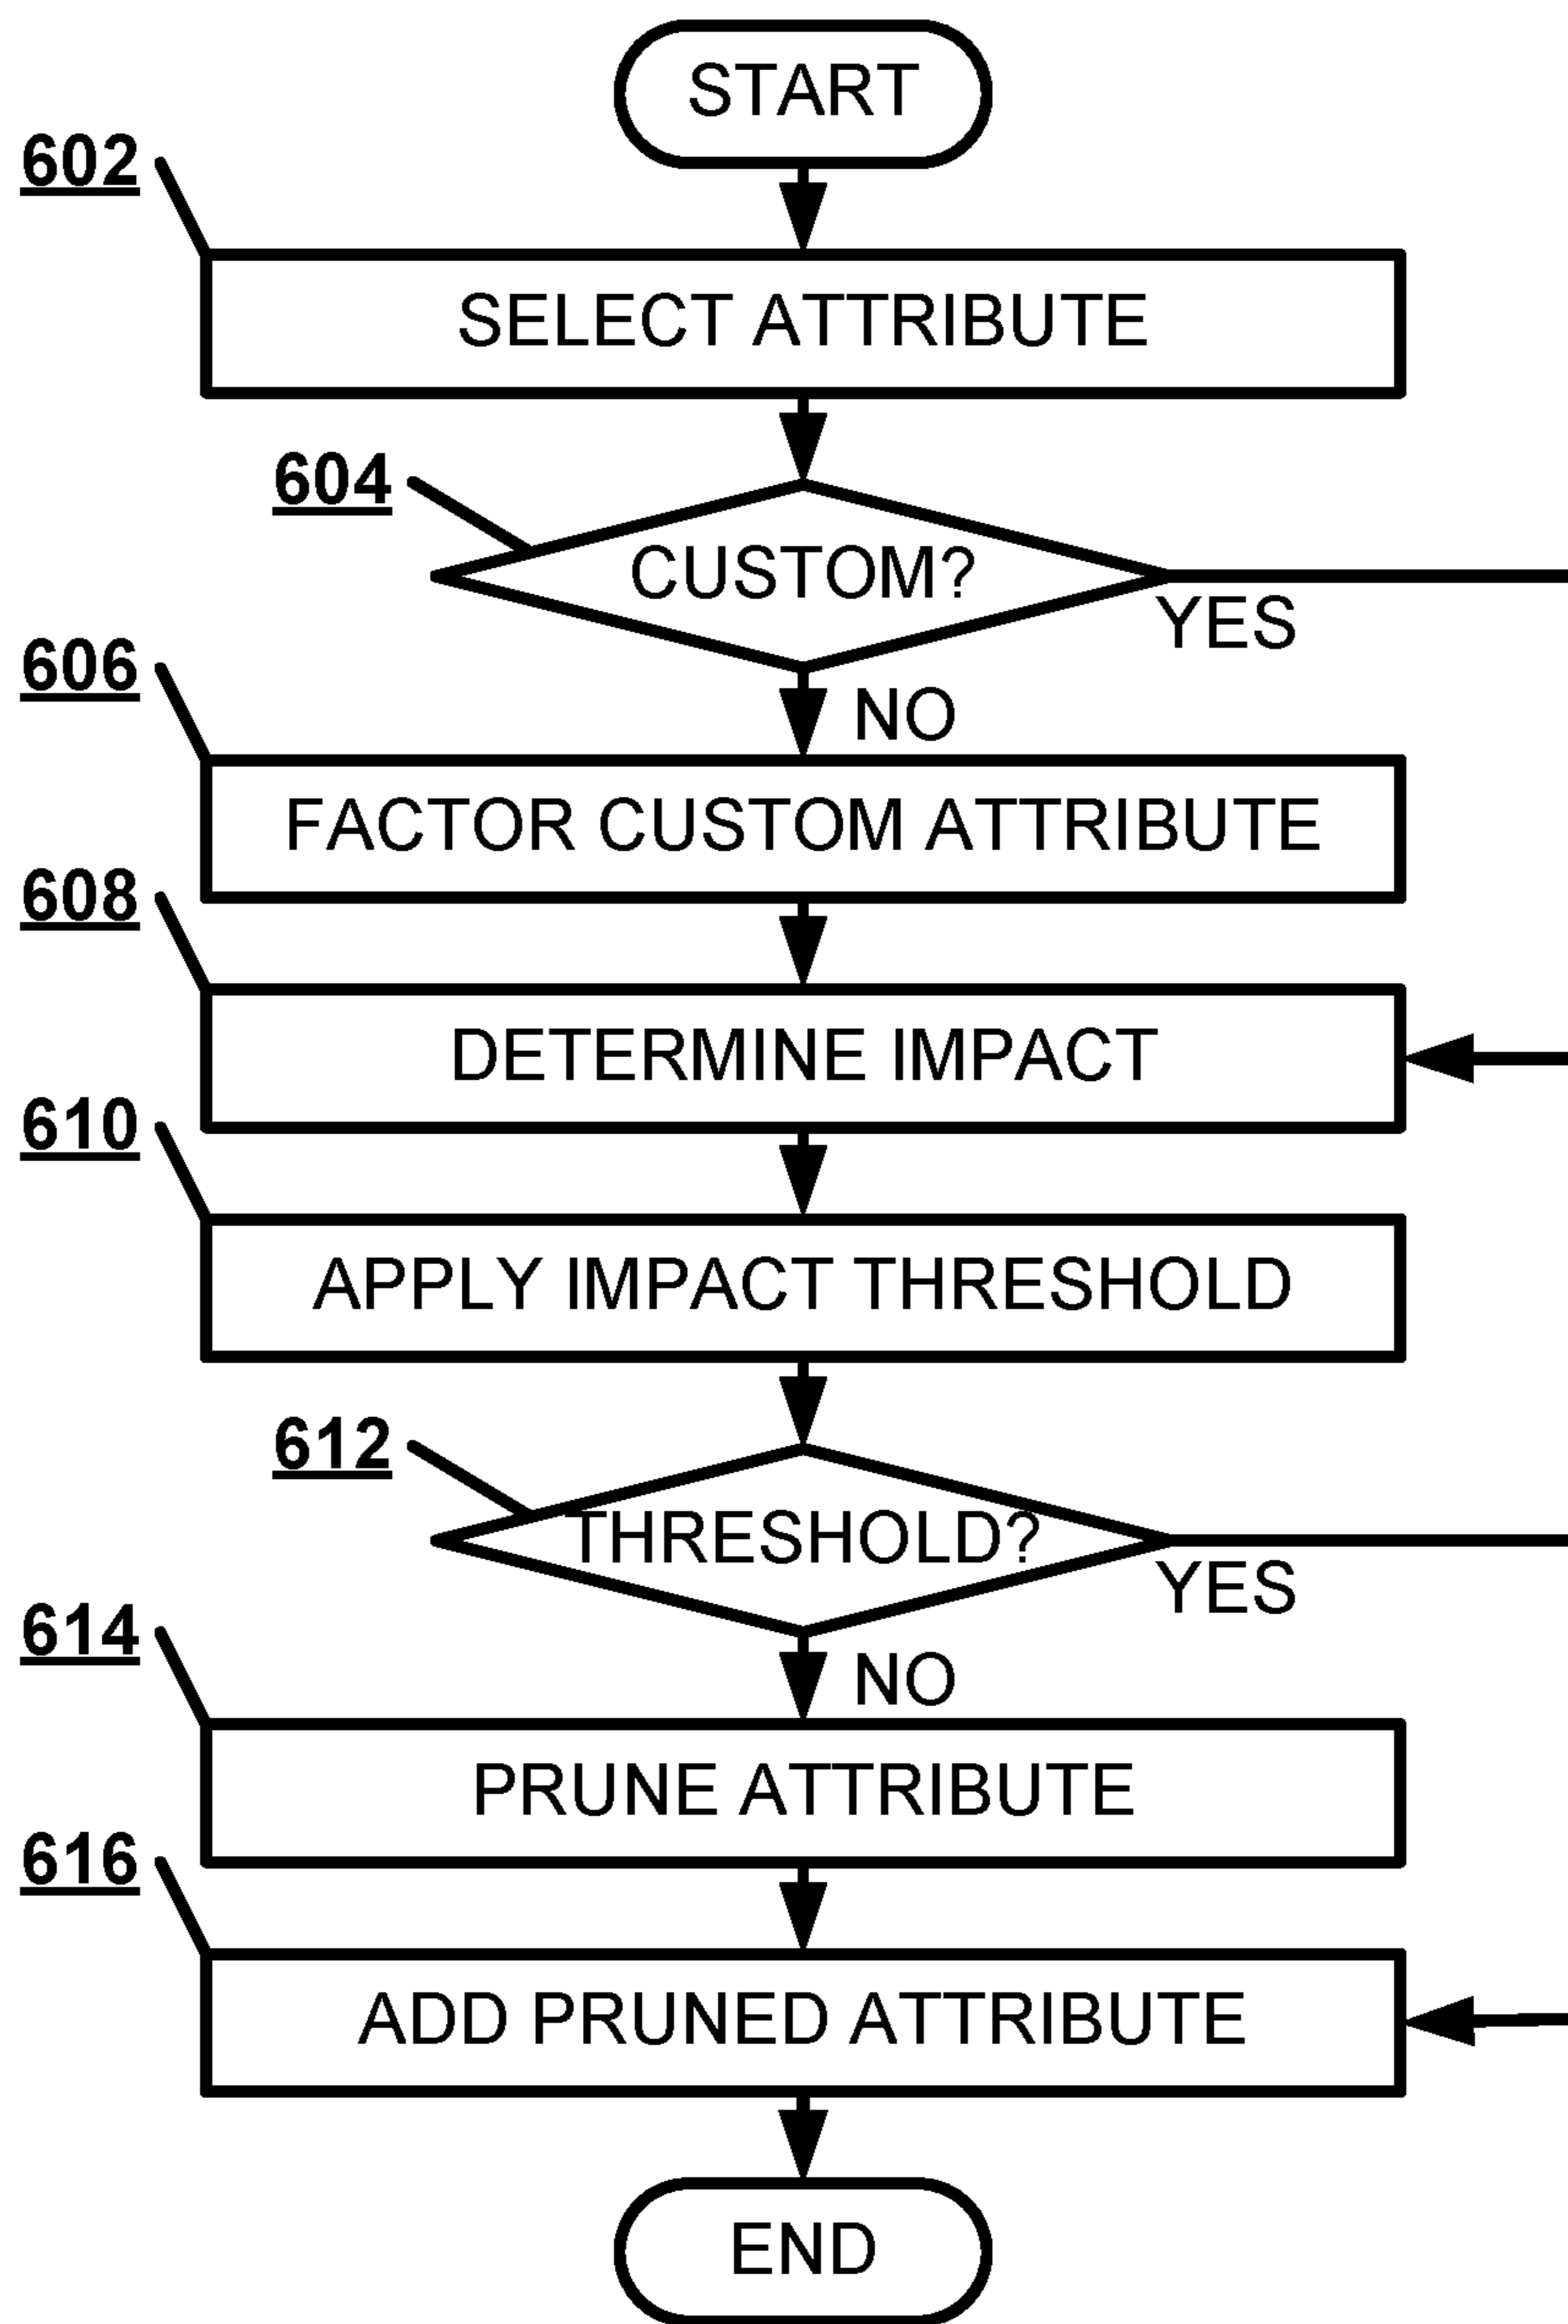 START
602
SELECT ATTRIBUTE
604
CUSTOM?
YES
606
NO
FACTOR CUSTOM ATTRIBUTE
608
DETERMINE IMPACT
610
APPLY IMPACT THRESHOLD
612
THRESHOLD?
YES
614
NO
PRUNE ATTRIBUTE
616
ADD PRUNED ATTRIBUTE
END